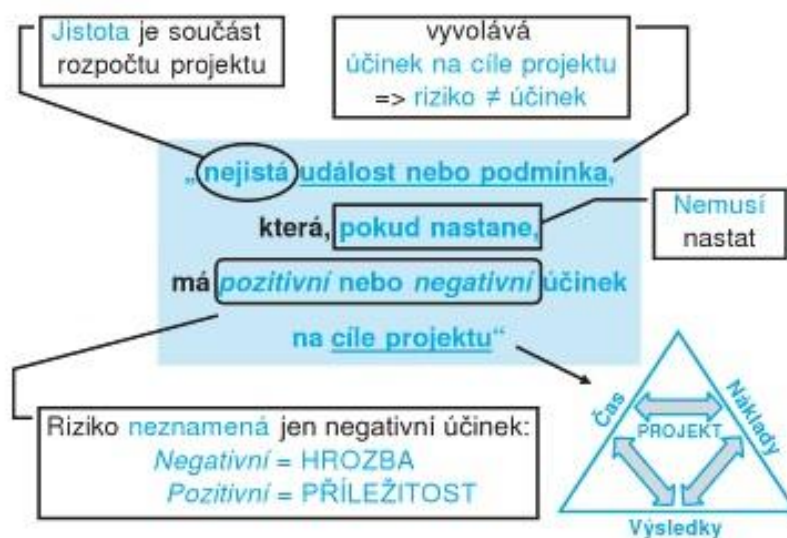 Jistota je součást
rozpočtu projektu
vyvolává
účinek na cíle projektu
=> riziko ≠ účinek
„nejistá událost nebo podmínka,
která, pokud nastane,
Nemusí
nastat
má pozitivní nebo negativní účinek
na cíle projektu“
Riziko neznamená jen negativní účinek:
Negativní = HROZBA
Pozitivní = PŘÍLEŽITOST
Čas
Náklady
PROJEKT
Výsledky